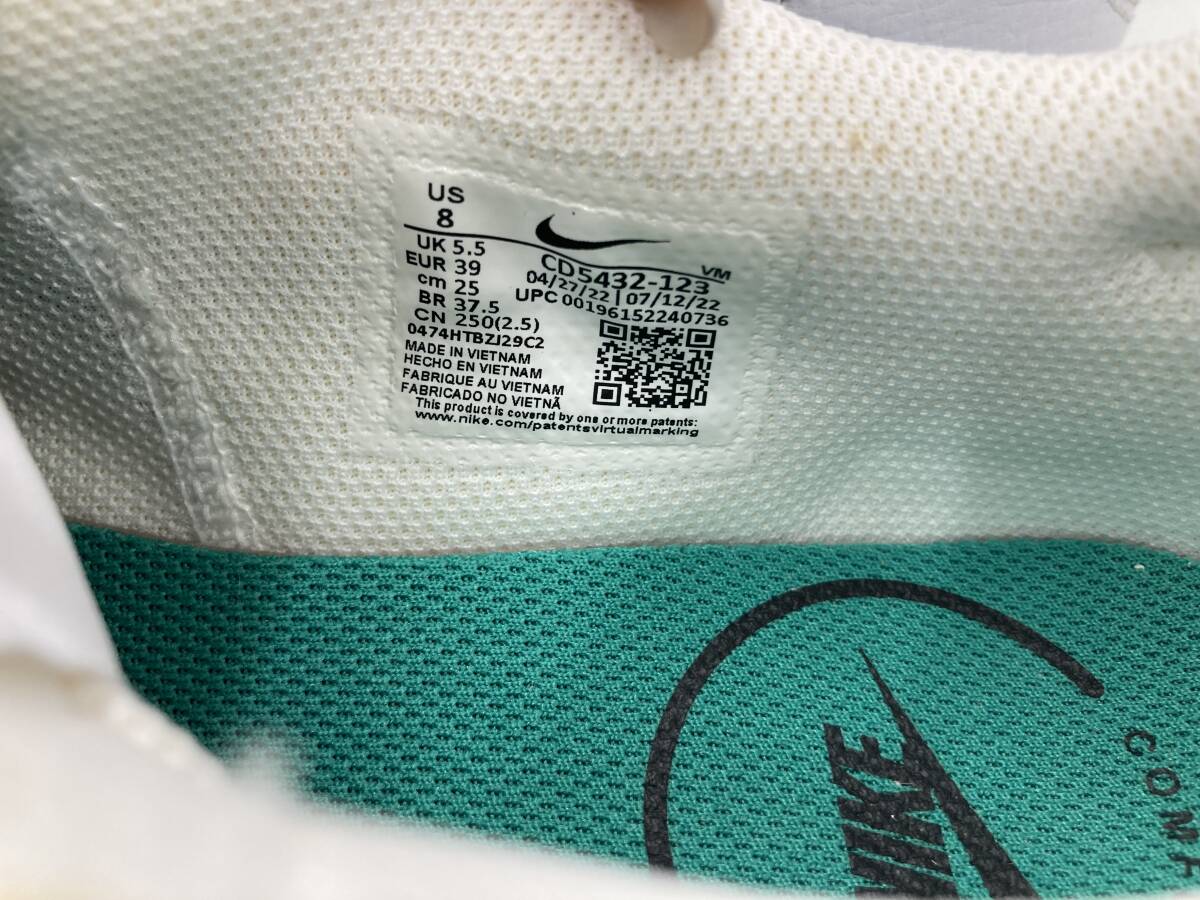 US
8
UK 5.5
EUR 39
cm 25
BR 37.5
CN 250(2.5)
VM
CD5432-123
04/27/22 | 07/12/22
UPC 00196152240736
0474HTBZJ29C2
MADE IN VIETNAM
HECHO EN VIETNAM
FABRIQUE AU VIETNAM
FABRICADO NO VIETNÃ
This product is covered by one or more patents:
www.nike.com/patentsvirtualmarking
NIKE
COMF